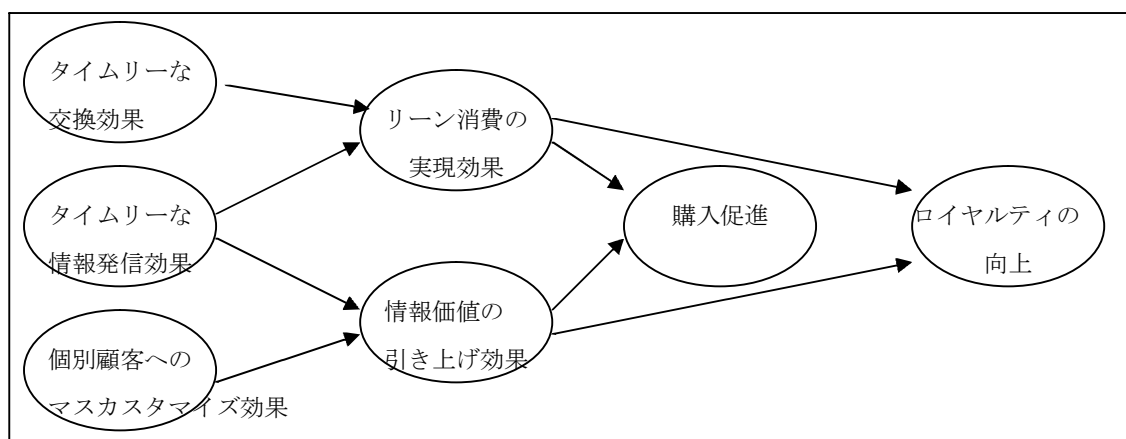 タイムリーな
交換効果
タイムリーな
情報発信効果
個別顧客への
マスカスタマイズ効果
リーン消費の
実現効果
情報価値の
引き上げ効果
購入促進
ロイヤルティの
向上